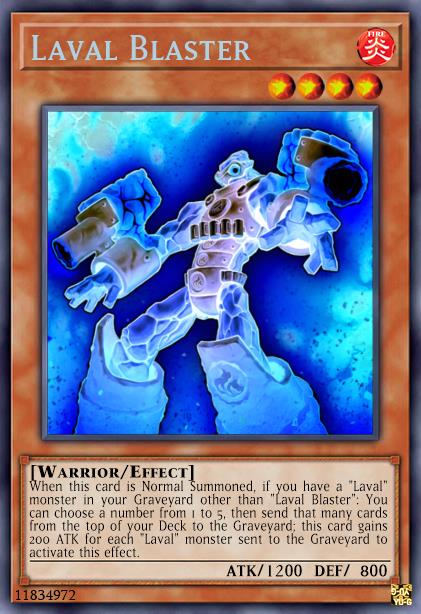 LAVAL BLASTER
FIRE
炎
[WARRIOR/EFFECT]
When this card is Normal Summoned, if you have a "Laval"
monster in your Graveyard other than "Laval Blaster": You
can choose a number from 1 to 5, then send that many cards
from the top of your Deck to the Graveyard; this card gains
200 ATK for each "Laval" monster sent to the Graveyard to
activate this effect.
ATK/1200 DEF/ 800
11834972